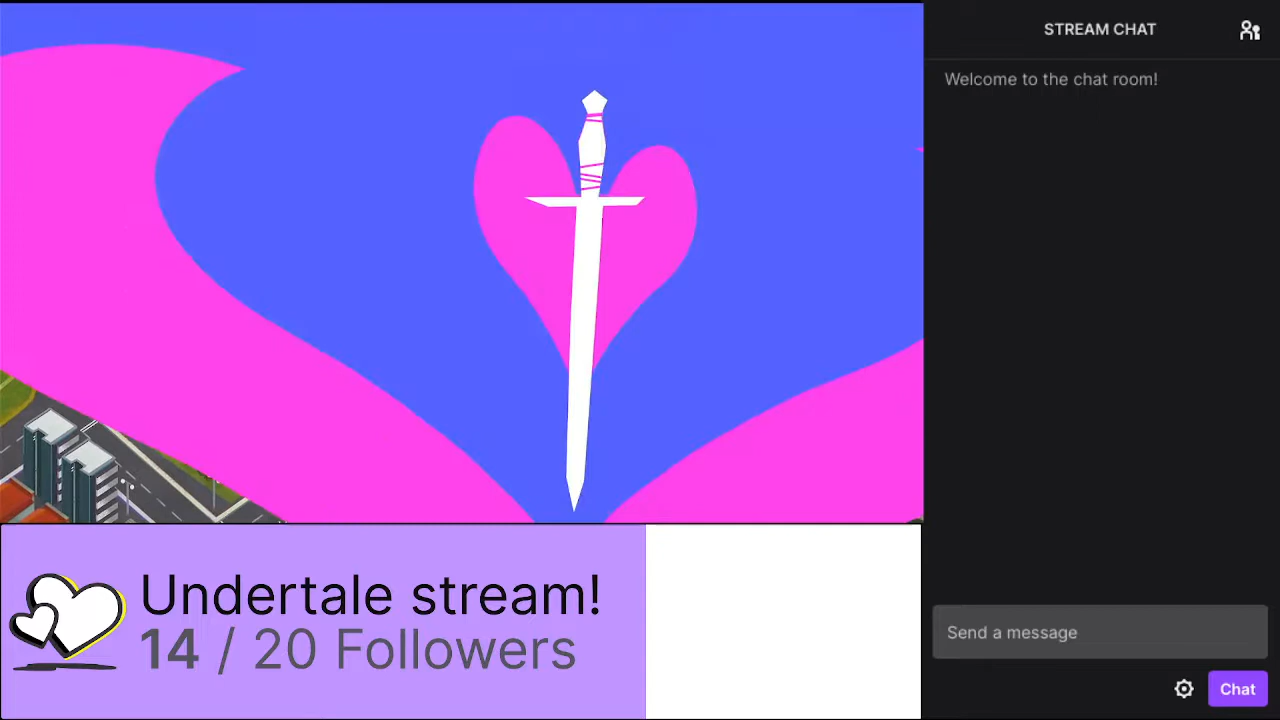 STREAM CHAT
Welcome to the chat room!
Undertale stream!
14 / 20 Followers
Send a message
Chat